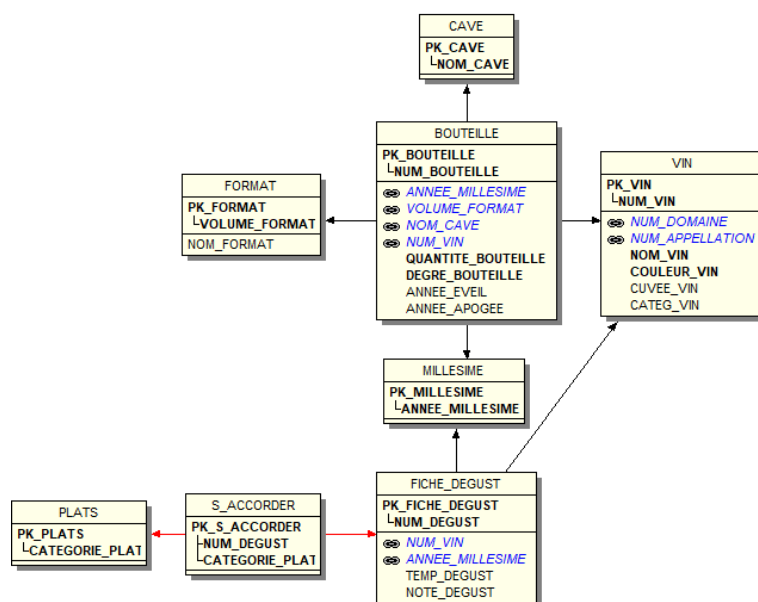 CAVE
PK_CAVE
NOM_CAVE
BOUTEILLE
PK_BOUTEILLE
NUM_BOUTEILLE
ANNEE_MILLESIME
VOLUME_FORMAT
NOM_CAVE
NUM_VIN
QUANTITE_BOUTEILLE
DEGRE_BOUTEILLE
ANNEE_EVEIL
ANNEE_APOGEE
VIN
PK_VIN
NUM_VIN
NUM_DOMAINE
NUM_APPELLATION
NOM_VIN
COULEUR_VIN
CUVEE_VIN
CATEG_VIN
FORMAT
PK_FORMAT
VOLUME_FORMAT
NOM_FORMAT
MILLESIME
PK_MILLESIME
ANNEE_MILLESIME
FICHE_DEGUST
PK_FICHE_DEGUST
NUM_DEGUST
NUM_VIN
ANNEE_MILLESIME
TEMP_DEGUST
NOTE_DEGUST
S_ACCORDER
PK_S_ACCORDER
NUM_DEGUST
CATEGORIE_PLAT
PLATS
PK_PLATS
CATEGORIE_PLAT